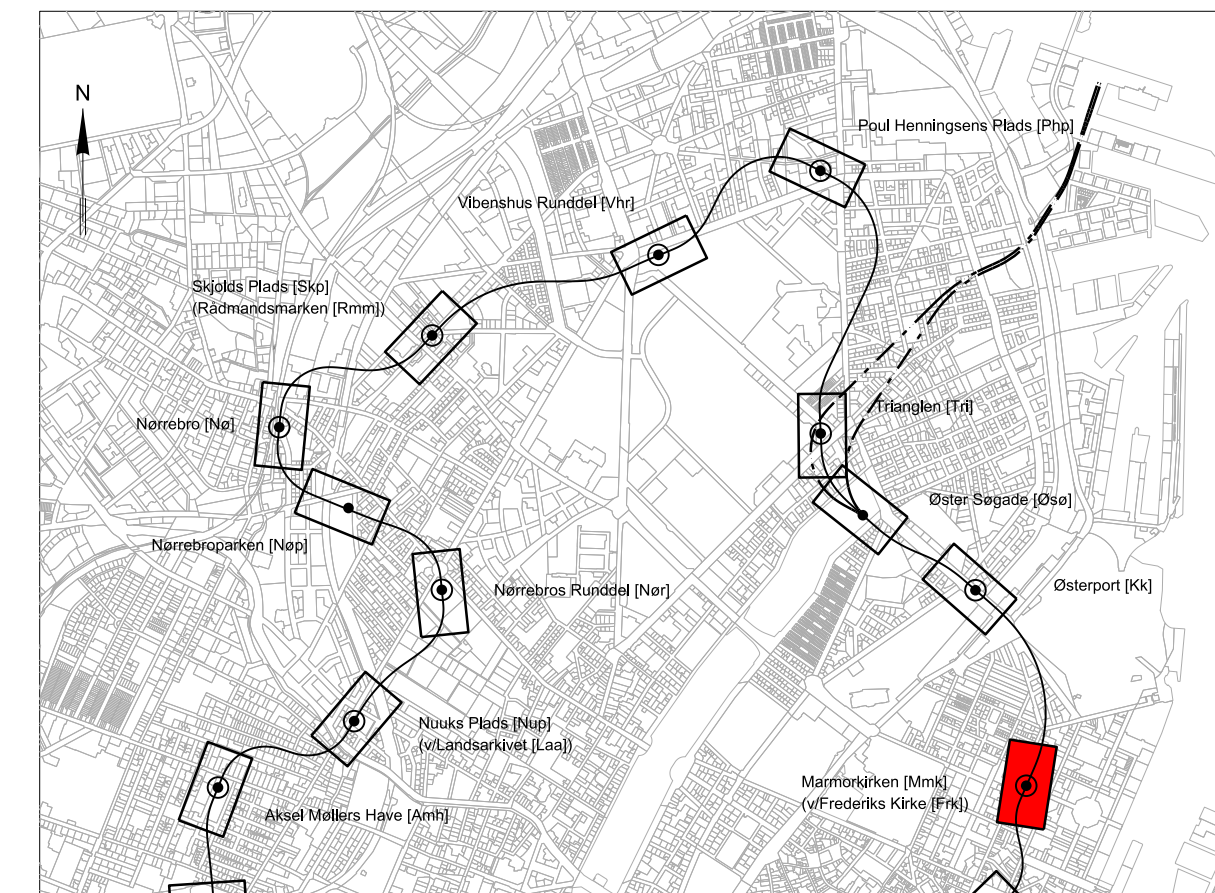 N
Poul Henningsens Plads [Php]
Vibenshus Runddel [Vhr]
Skjolds Plads [Skp]
(Rådmandsmarken [Rmm])
Nørrebro [Nø]
Trianglen [Tri]
Øster Søgade [Øsø]
Nørrebroparken [Nøp]
Nørrebros Runddel [Nør]
Østerport [Kk]
Nuuks Plads [Nup]
(v/Landsarkivet [Laa])
Marmorkirken [Mmk]
(v/Frederiks Kirke [Frk])
Aksel Møllers Have [Amh]